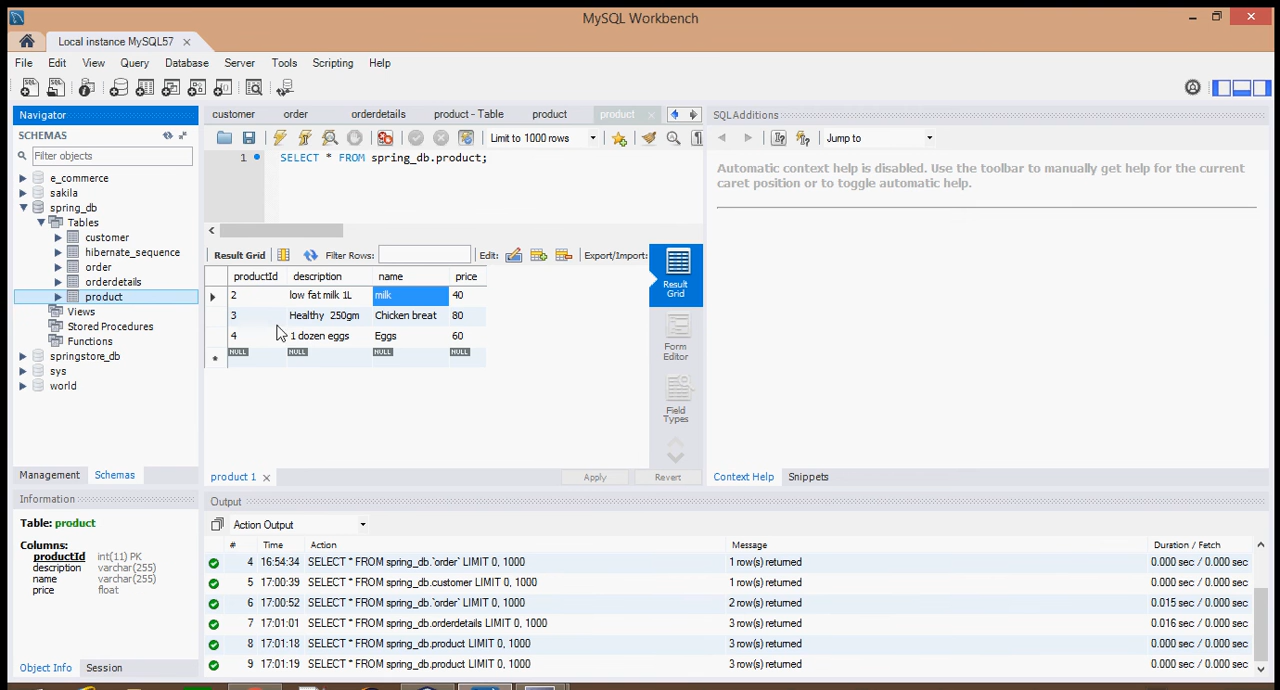 MySQL Workbench
Local instance MySQL57
File Edit View Query Database Server Tools Scripting Help
Navigator
SCHEMAS
Filter objects
e_commerce
sakila
spring_db
Tables
customer
hibernate_sequence
order
orderdetails
product
Views
Stored Procedures
Functions
springstore_db
sys
world
Management Schemas
Information
Table: product
Columns:
productId int(11) PK
description varchar(255)
name varchar(255)
price float
Object Info Session
customer order orderdetails product - Table product product
Limit to 1000 rows
1 SELECT * FROM spring_db.product;
Result Grid Filter Rows: Edit: Export/Import:
productId description name price
2 low fat milk 1L milk 40
3 Healthy 250gm Chicken breat 80
4 1 dozen eggs Eggs 60
NULL NULL NULL NULL
Result Grid
Form Editor
Field Types
product 1 Apply Revert
SQLAdditions
Jump to
Automatic context help is disabled. Use the toolbar to manually get help for the current
caret position or to toggle automatic help.
Context Help Snippets
Output
Action Output
# Time Action Message Duration / Fetch
4 16:54:34 SELECT * FROM spring_db.`order` LIMIT 0, 1000 1 row(s) returned 0.000 sec / 0.000 sec
5 17:00:39 SELECT * FROM spring_db.customer LIMIT 0, 1000 1 row(s) returned 0.000 sec / 0.000 sec
6 17:00:52 SELECT * FROM spring_db.`order` LIMIT 0, 1000 2 row(s) returned 0.015 sec / 0.000 sec
7 17:01:01 SELECT * FROM spring_db.orderdetails LIMIT 0, 1000 3 row(s) returned 0.016 sec / 0.000 sec
8 17:01:18 SELECT * FROM spring_db.product LIMIT 0, 1000 3 row(s) returned 0.000 sec / 0.000 sec
9 17:01:19 SELECT * FROM spring_db.product LIMIT 0, 1000 3 row(s) returned 0.000 sec / 0.000 sec